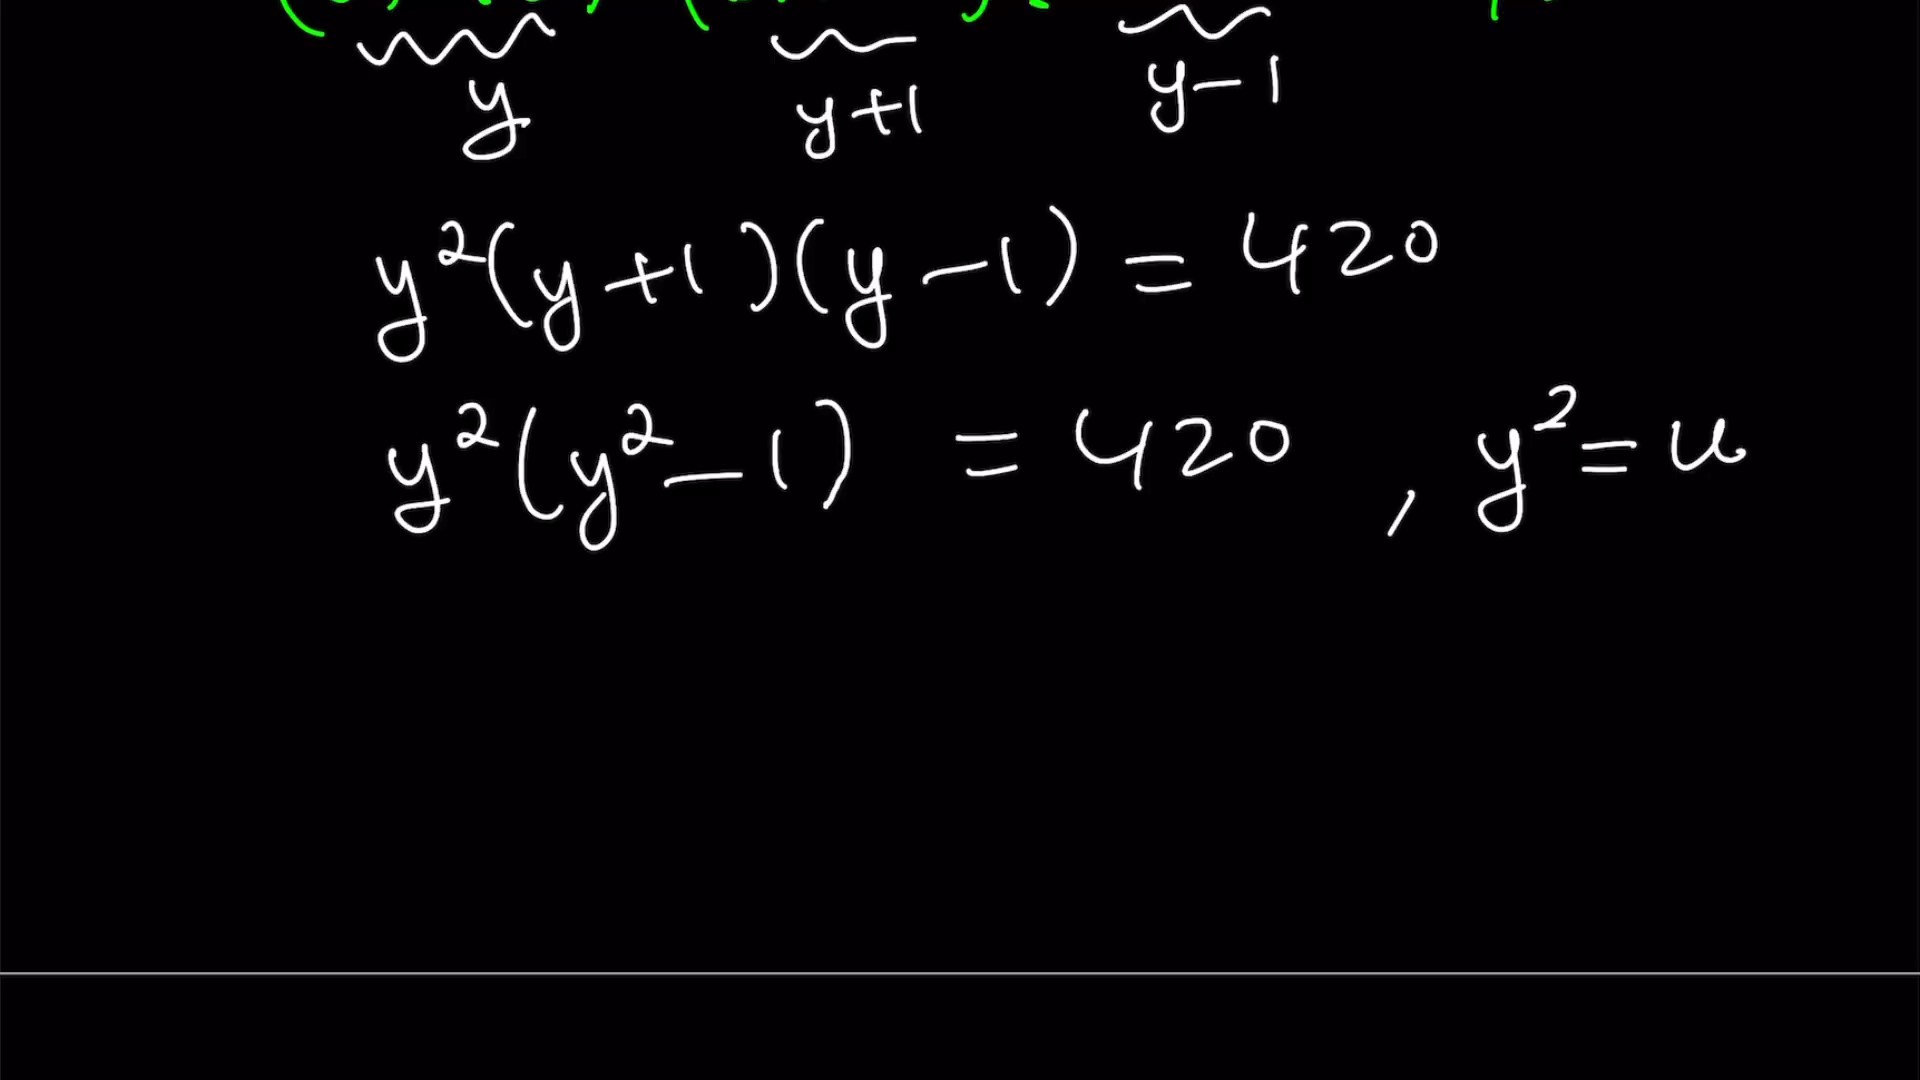 y y+1 y-1
y²(y+1)(y-1) = 420
y²(y²-1) = 420 , y² = u